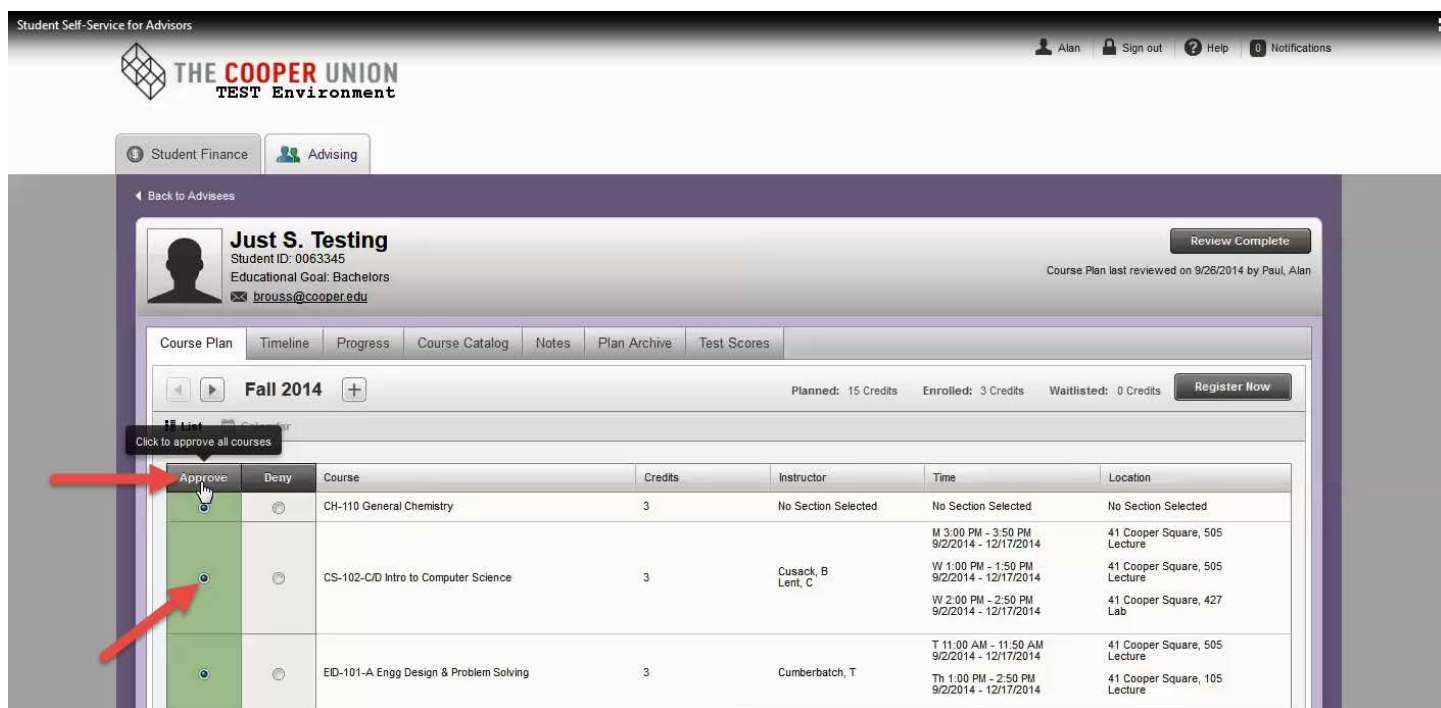 Student Self-Service for Advisors
Alan Sign out Help 0 Notifications
THE COOPER UNION
TEST Environment
Student Finance Advising
Back to Advisees
Just S. Testing
Student ID: 0063345
Educational Goal: Bachelors
brouss@cooper.edu
Review Complete
Course Plan last reviewed on 9/26/2014 by Paul, Alan
Course Plan Timeline Progress Course Catalog Notes Plan Archive Test Scores
Fall 2014 Planned: 15 Credits Enrolled: 3 Credits Waitlisted: 0 Credits Register Now
List Calendar
Click to approve all courses
Approve Deny Course Credits Instructor Time Location
CH-110 General Chemistry 3 No Section Selected No Section Selected No Section Selected
CS-102-C/D Intro to Computer Science 3 Cusack, B
Lent, C
M 3:00 PM - 3:50 PM
9/2/2014 - 12/17/2014
41 Cooper Square, 505
Lecture
W 1:00 PM - 1:50 PM
9/2/2014 - 12/17/2014
41 Cooper Square, 505
Lecture
W 2:00 PM - 2:50 PM
9/2/2014 - 12/17/2014
41 Cooper Square, 427
Lab
EID-101-A Engg Design & Problem Solving 3 Cumberbatch, T
T 11:00 AM - 11:50 AM
9/2/2014 - 12/17/2014
41 Cooper Square, 505
Lecture
Th 1:00 PM - 2:50 PM
9/2/2014 - 12/17/2014
41 Cooper Square, 105
Lecture